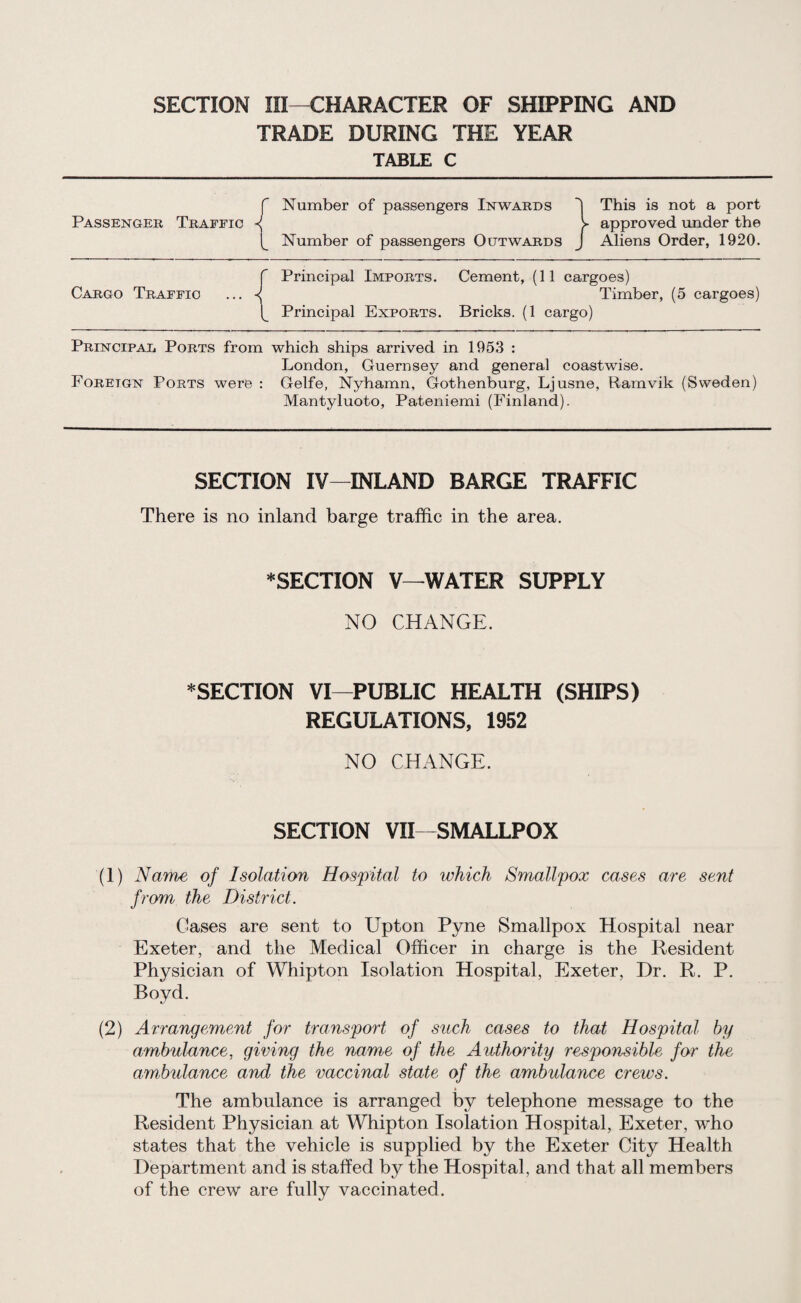 SECTION III—CHARACTER OF SHIPPING AND
TRADE DURING THE YEAR
TABLE C
Passenger Traffic { Number of passengers Inwards } This is not a port
approved under the
Number of passengers Outwards Aliens Order, 1920.
Cargo Traffic ... { Principal Imports. Cement, (11 cargoes)
Timber, (5 cargoes)
Principal Exports. Bricks. (1 cargo)
Principal Ports from which ships arrived in 1953 :
London, Guernsey and general coastwise.
Foreign Ports were : Gelfe, Nyhamn, Gothenburg, Ljusne, Ramvik (Sweden)
Mantyluoto, Pateniemi (Finland).
SECTION IV—INLAND BARGE TRAFFIC
There is no inland barge traffic in the area.
*SECTION V—WATER SUPPLY
NO CHANGE.
*SECTION VI—PUBLIC HEALTH (SHIPS)
REGULATIONS, 1952
NO CHANGE.
SECTION VII—SMALLPOX
(1) Name of Isolation Hospital to which Smallpox cases are sent
from the District.
Cases are sent to Upton Pyne Smallpox Hospital near
Exeter, and the Medical Officer in charge is the Resident
Physician of Whipton Isolation Hospital, Exeter, Dr. R. P.
Boyd.
(2) Arrangement for transport of such cases to that Hospital by
ambulance, giving the name of the Authority responsible for the
ambulance and the vaccinal state of the ambulance crews.
The ambulance is arranged by telephone message to the
Resident Physician at Whipton Isolation Hospital, Exeter, who
states that the vehicle is supplied by the Exeter City Health
Department and is staffed by the Hospital, and that all members
of the crew are fully vaccinated.